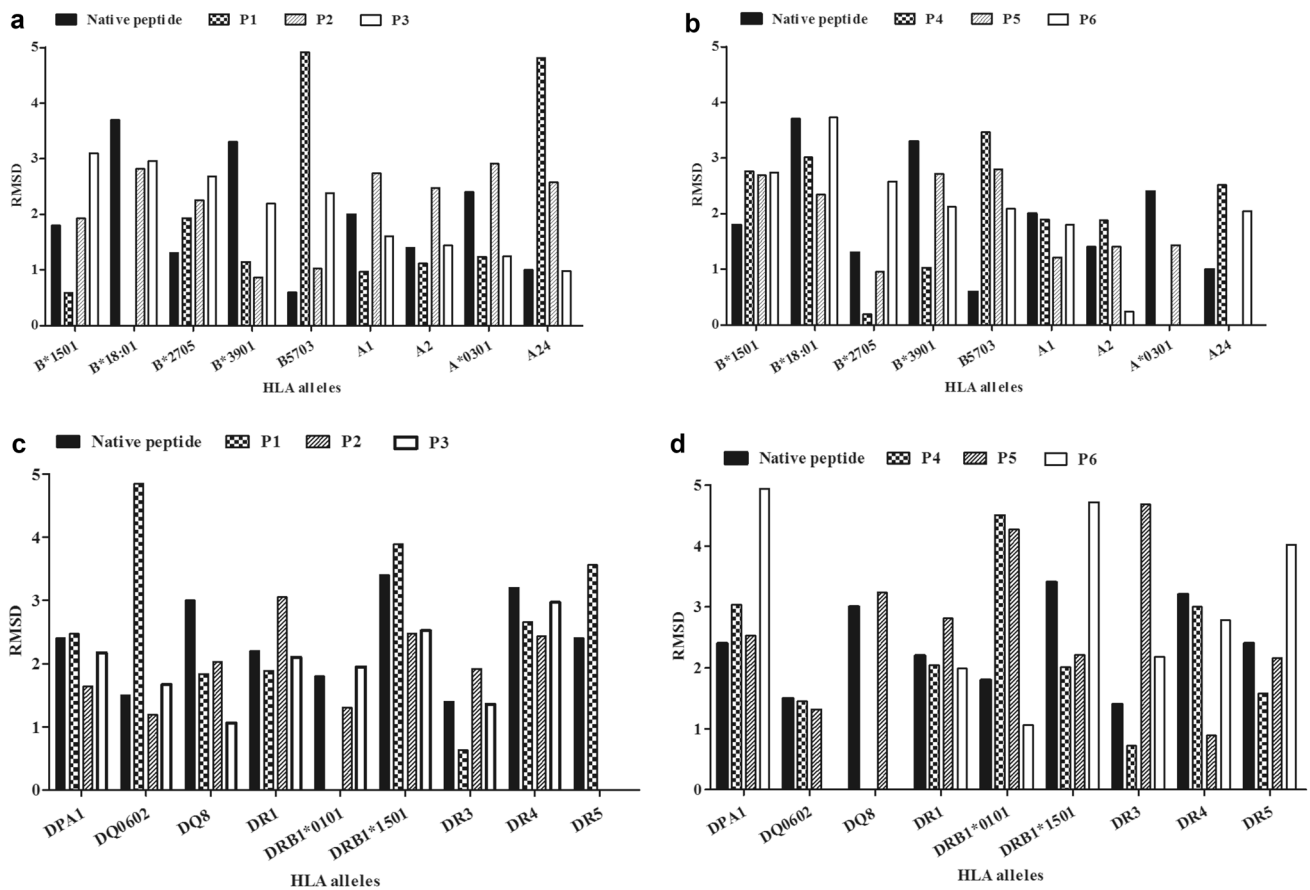 a
Native peptide P1 P2 P3
5
4
3
2
1
0
RMSD
B*1501 B*18:01 B*2705 B*3901 B5703 A1 A2 A*0301 A24
HLA alleles
b
Native peptide P4 P5 P6
5
4
3
2
1
0
RMSD
B*1501 B*18:01 B*2705 B*3901 B5703 A1 A2 A*0301 A24
HLA alleles
c
Native peptide P1 P2 P3
5
4
3
2
1
0
RMSD
DPA1 DQ0602 DQ8 DR1 DRB1*0101 DRB1*1501 DR3 DR4 DR5
HLA alleles
d
Native peptide P4 P5 P6
5
4
3
2
1
0
RMSD
DPA1 DQ0602 DQ8 DR1 DRB1*0101 DRB1*1501 DR3 DR4 DR5
HLA alleles